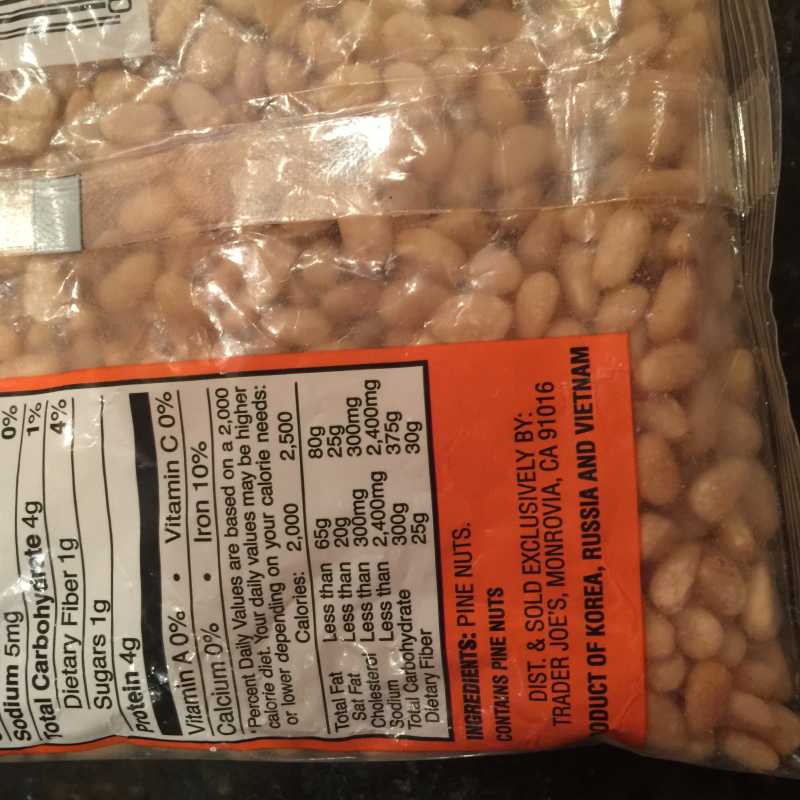 0%
Sodium 5mg 1%
Total Carbohydrate 4g 4%
Dietary Fiber 1g
Sugars 1g
Protein 4g
Vitamin A 0% • Vitamin C 0%
Calcium 0% • Iron 10%
*Percent Daily Values are based on a 2,000
calorie diet. Your daily values may be higher
or lower depending on your calorie needs:
Calories: 2,000 2,500
Total Fat Less than 65g 80g
Sat Fat Less than 20g 25g
Cholesterol Less than 300mg 300mg
Sodium Less than 2,400mg 2,400mg
Total Carbohydrate 300g 375g
Dietary Fiber 25g 30g
INGREDIENTS: PINE NUTS.
CONTAINS PINE NUTS
DIST. & SOLD EXCLUSIVELY BY:
TRADER JOE'S, MONROVIA, CA 91016
ODUCT OF KOREA, RUSSIA AND VIETNAM